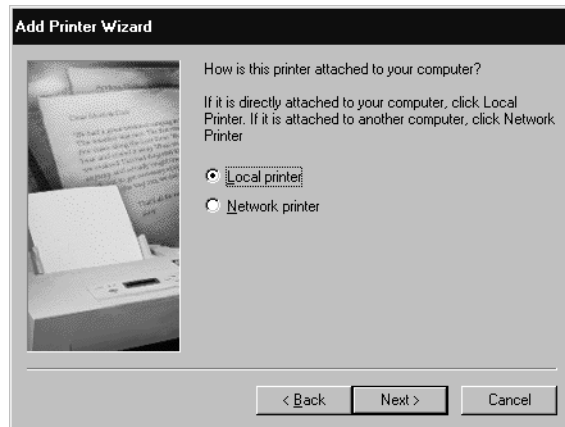 Add Printer Wizard
How is this printer attached to your computer?
If it is directly attached to your computer, click Local
Printer. If it is attached to another computer, click Network
Printer
Local printer
Network printer
< Back
Next >
Cancel